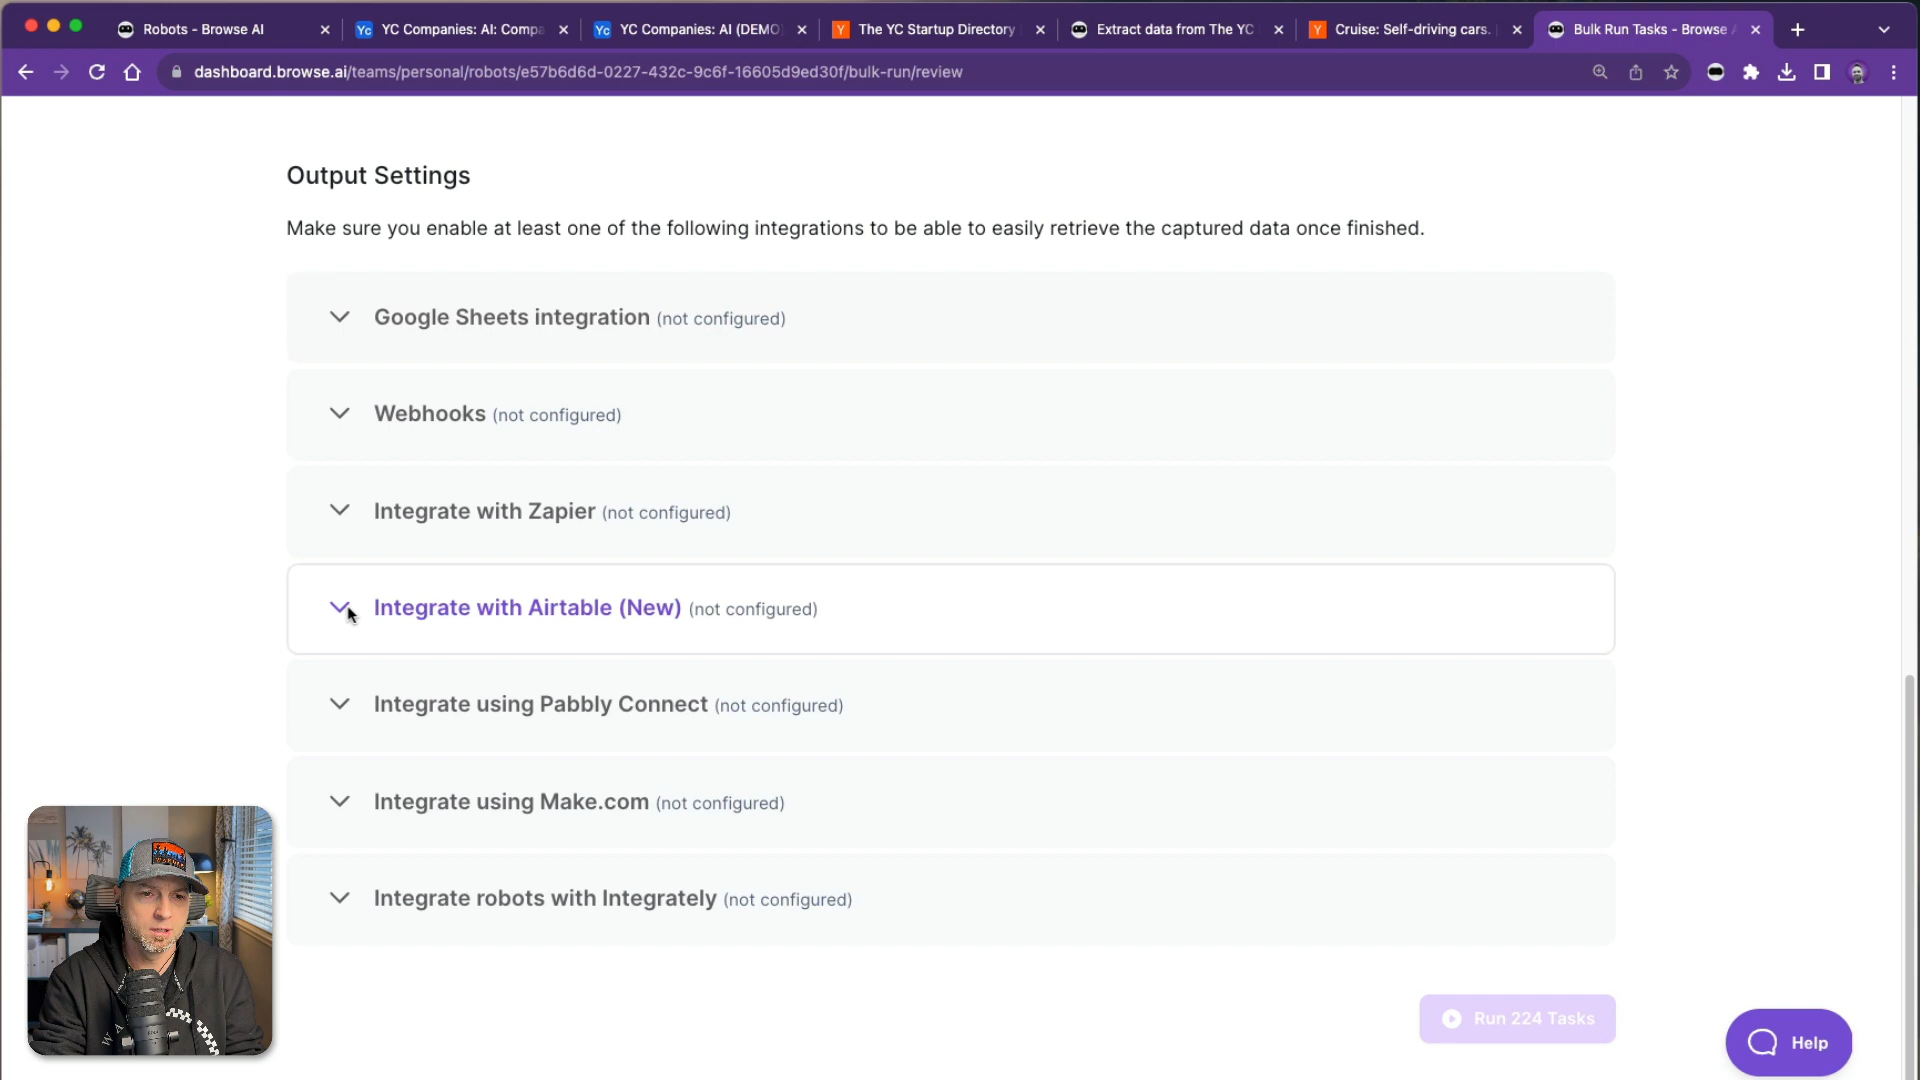 Robots - Browse AI
YC Companies: AI: Compa
YC Companies: AI (DEMO
The YC Startup Directory
Extract data from The YC
Cruise: Self-driving cars.
Bulk Run Tasks - Browse A
dashboard.browse.ai/teams/personal/robots/e57b6d6d-0227-432c-9c6f-16605d9ed30f/bulk-run/review
Output Settings
Make sure you enable at least one of the following integrations to be able to easily retrieve the captured data once finished.
Google Sheets integration (not configured)
Webhooks (not configured)
Integrate with Zapier (not configured)
Integrate with Airtable (New) (not configured)
Integrate using Pabbly Connect (not configured)
Integrate using Make.com (not configured)
Integrate robots with Integrately (not configured)
Run 224 Tasks
Help